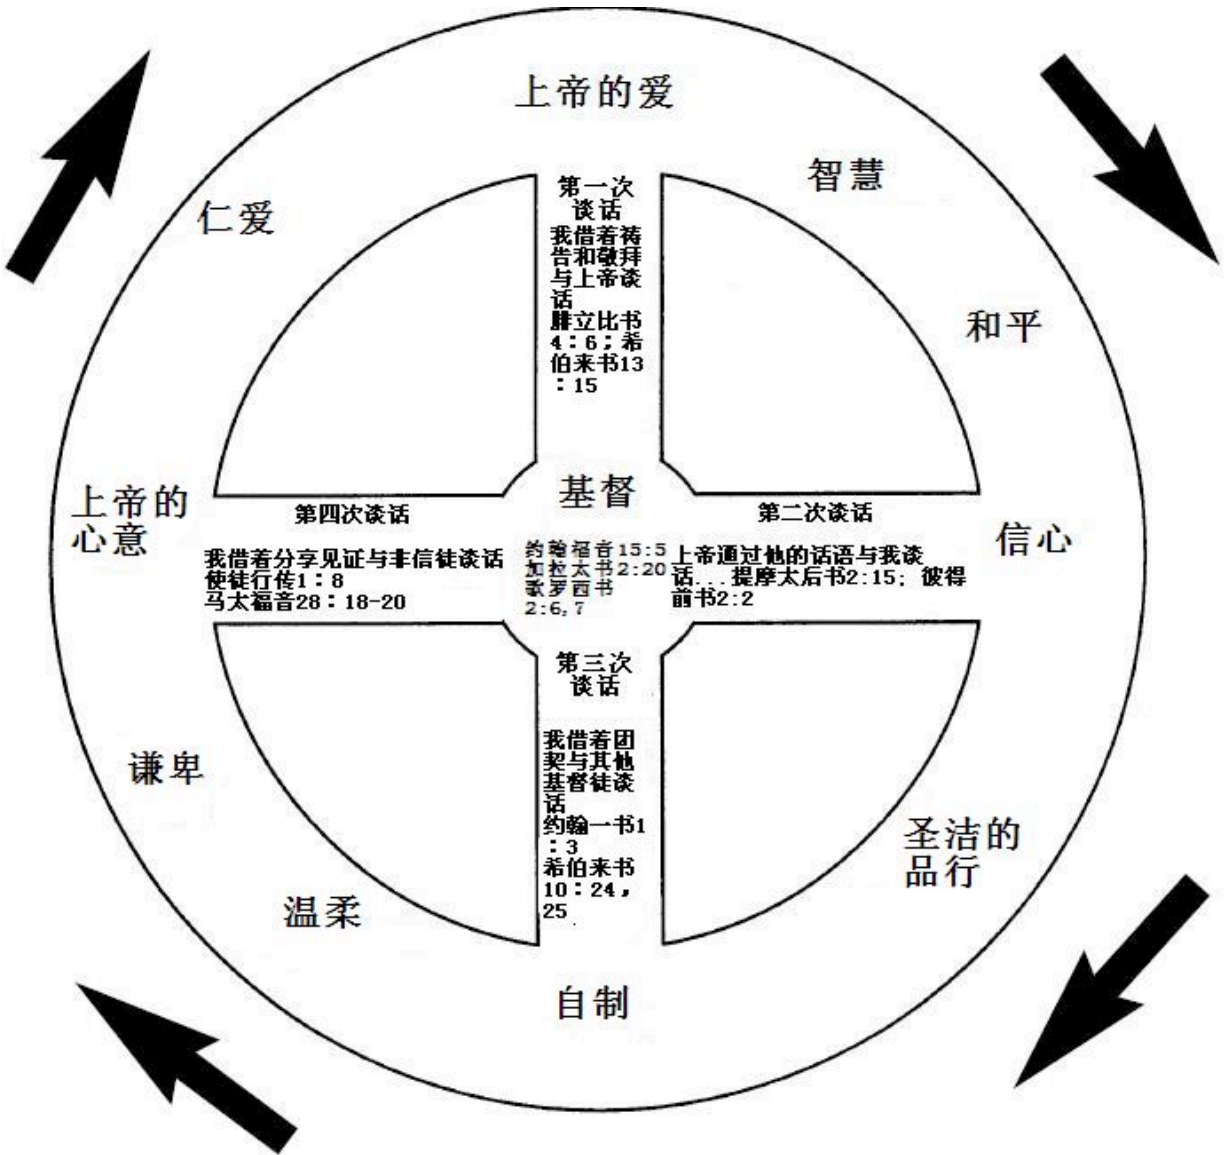 上帝的爱
智慧
仁爱
和平
第一次
谈话
我借着祷
告和敬拜
与上帝谈
话
腓立比书
4：6；希
伯来书13
：15
基督
约翰福音15:5
加拉太书2:20
歌罗西书
2:6,7
上帝的
心意
第四次谈话
我借着分享见证与非信徒谈话
使徒行传1：8
马太福音28：18-20
第二次谈话
上帝通过他的话语与我谈
话...提摩太后书2:15; 彼得
前书2:2
信心
第三次
谈话
我借着团
契与其他
基督徒谈
话
约翰一书1
：3
希伯来书
10：24，
25
谦卑
圣洁的
品行
温柔
自制